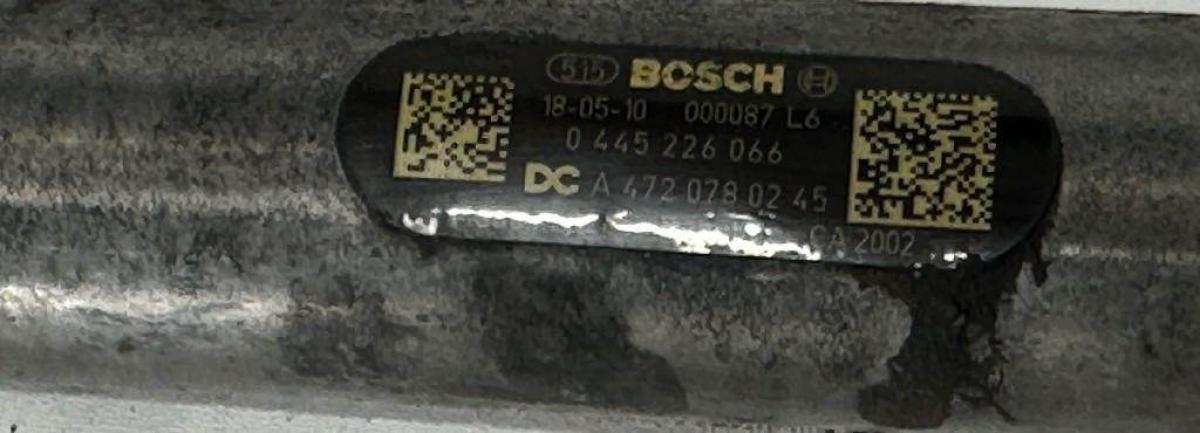 515 BOSCH
18-05-10 000087 L6
0 445 226 066
DC A 472 078 02 45
CA 2002